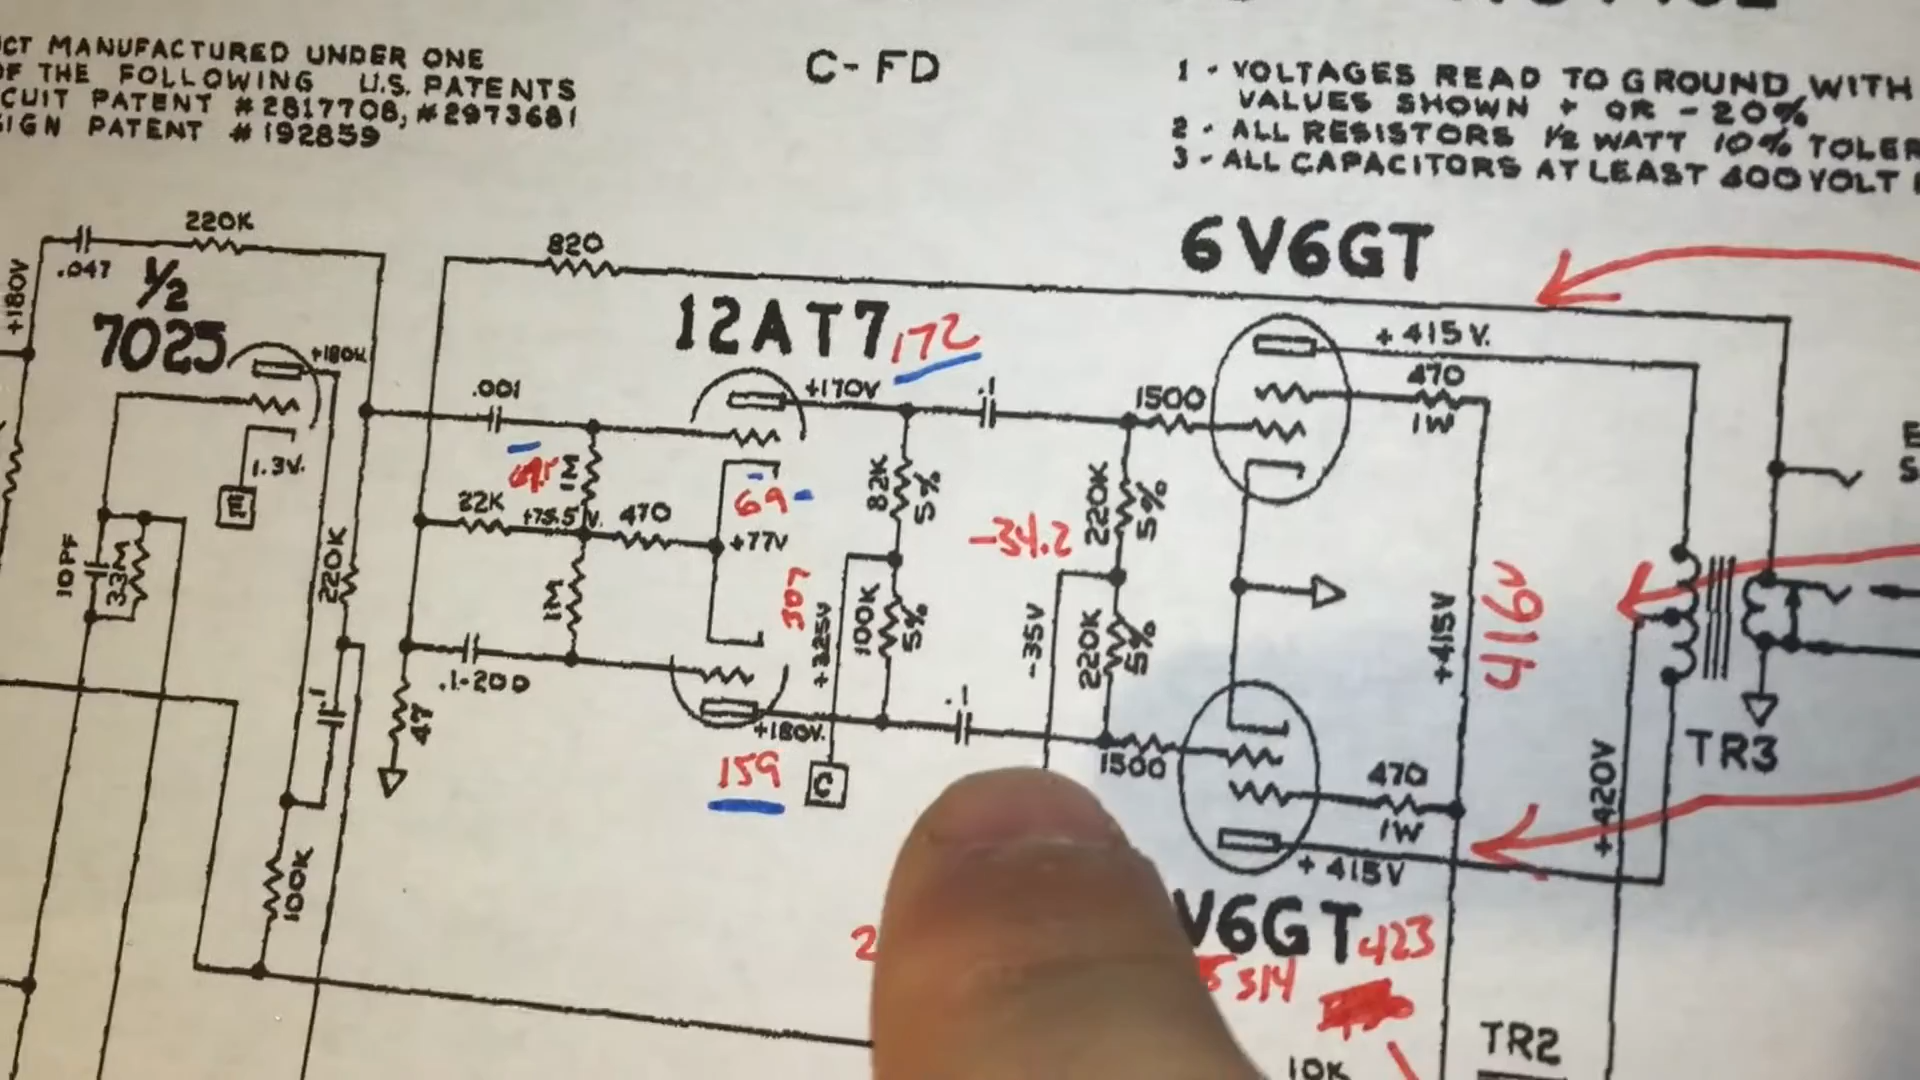 CT MANUFACTURED UNDER ONE
OF THE FOLLOWING U.S. PATENTS
CUIT PATENT #2817708, #2973681
SIGN PATENT # 192859
C-FD
1 - VOLTAGES READ TO GROUND WITH
VALUES SHOWN + OR - 20%
2 - ALL RESISTORS 1/2 WATT 10% TOLER
3 - ALL CAPACITORS AT LEAST 400 VOLT
220K
.047
+180V
1/2
7025
+180V
1.3V.
E
10PF
3.3M
220K
.1
100K
820
12AT7
172
+170V
.001
1M
22K
+75.5V.
470
69
+77V
1M
.1-200
47
+180V.
159
C
307
+325V
82K
5%
100K
5%
.1
.1
-34.2
-35V
220K
5%
220K
5%
1500
1500
6V6GT
+415V.
470
1W
+415V
416V
470
1W
+415V
V6GT
423
314
+420V
TR3
TR2
10K
2